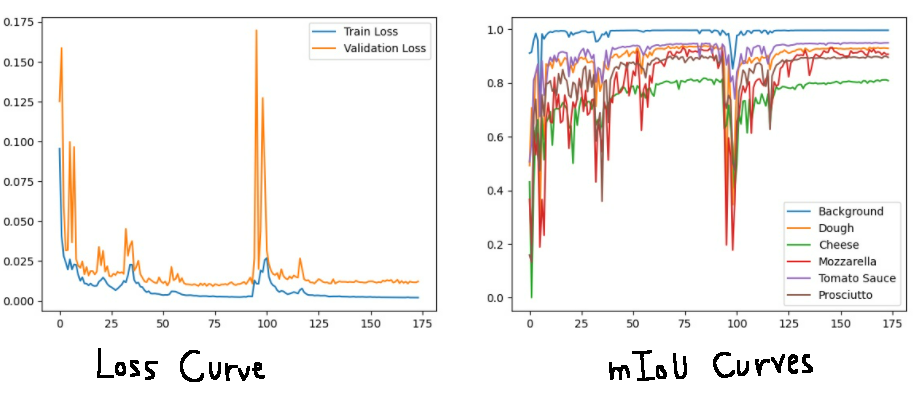 0.175
0.150
0.125
0.100
0.075
0.050
0.025
0.000
Train Loss
Validation Loss
0 25 50 75 100 125 150 175
Loss Curve
1.0
0.8
0.6
0.4
0.2
0.0
Background
Dough
Cheese
Mozzarella
Tomato Sauce
Prosciutto
0 25 50 75 100 125 150 175
mIoU Curves